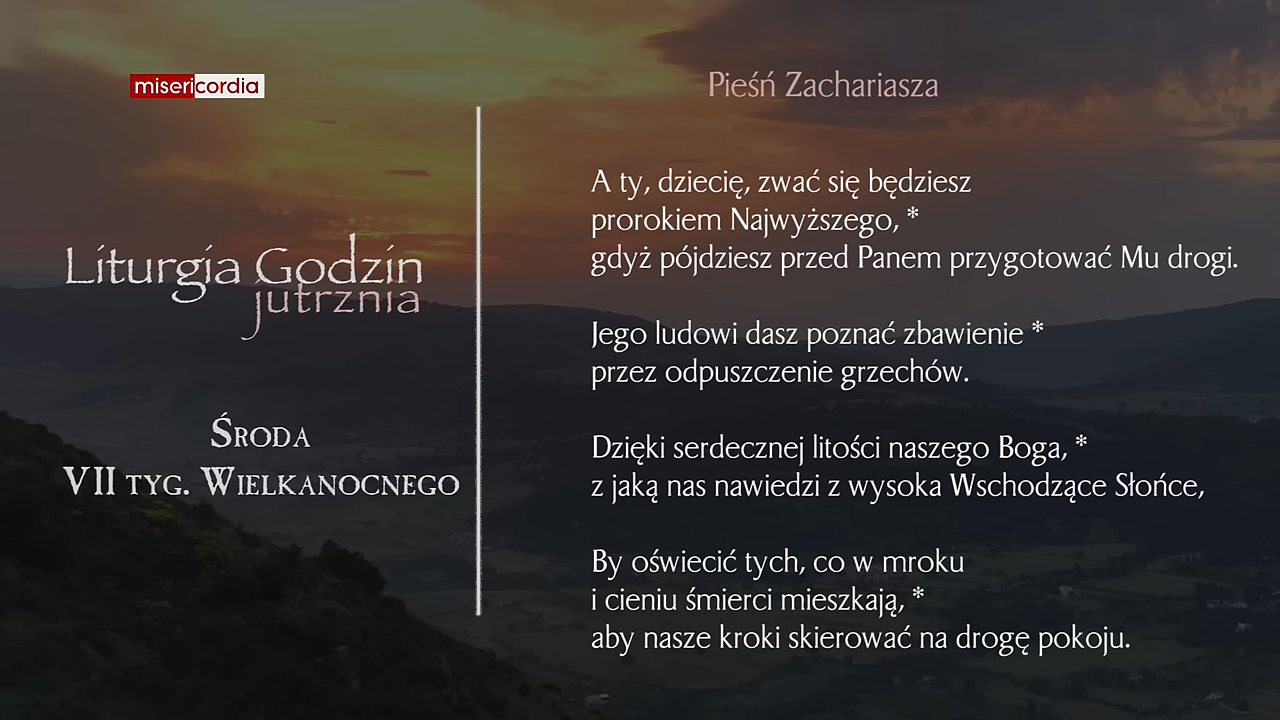 misericordia
Liturgia Godzin
jutrznia
Środa
VII tyg. Wielkanocnego
Pieśń Zachariasza
A ty, dziecię, zwać się będziesz
prorokiem Najwyższego, *
gdyż pójdziesz przed Panem przygotować Mu drogi.
Jego ludowi dasz poznać zbawienie *
przez odpuszczenie grzechów.
Dzięki serdecznej litości naszego Boga, *
z jaką nas nawiedzi z wysoka Wschodzące Słońce,
By oświecić tych, co w mroku
i cieniu śmierci mieszkają, *
aby nasze kroki skierować na drogę pokoju.